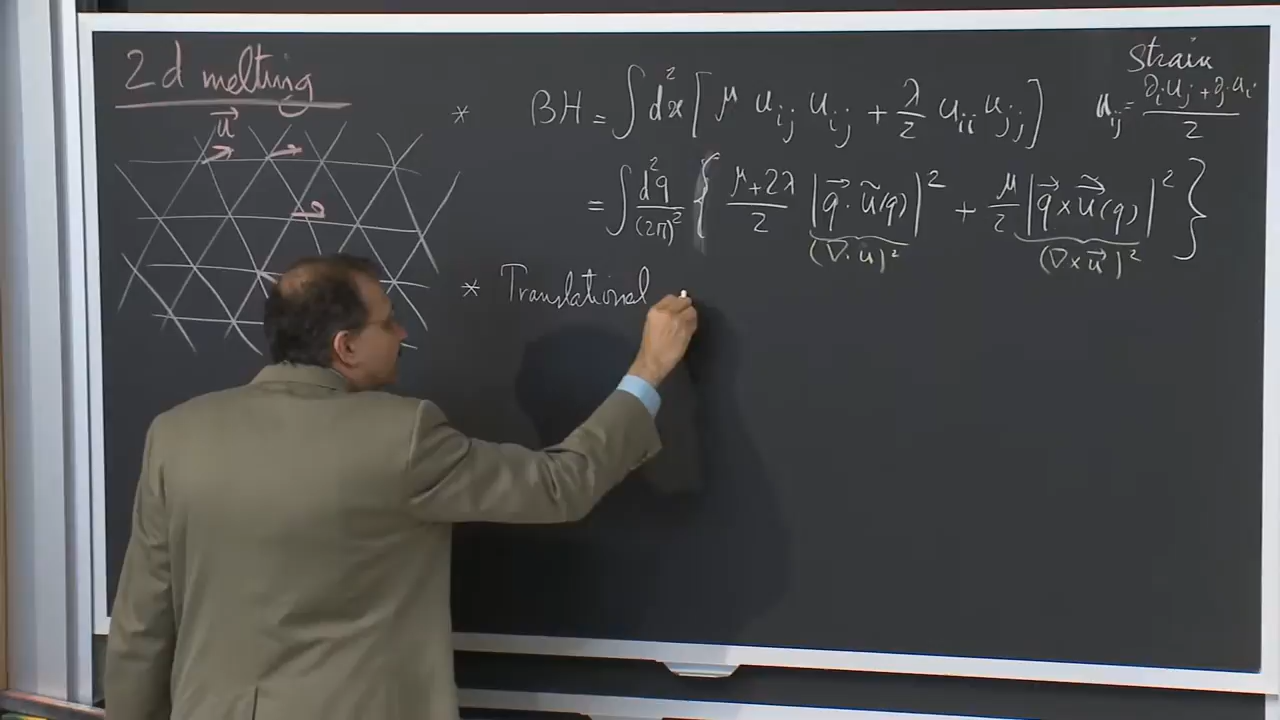 2d melting
u⃗
strain
* βH = ∫d²x [ μ u_ij u_ij + λ/2 u_ii u_jj ] u_ij = (∂_i u_j + ∂_j u_i)/2
= ∫ d²q/(2π)² { (μ+2λ)/2 |q⃗ · ũ(q)|² + μ/2 |q⃗ × ũ⃗(q)|² }
(∇·u)² (∇×u⃗)²
* Translational